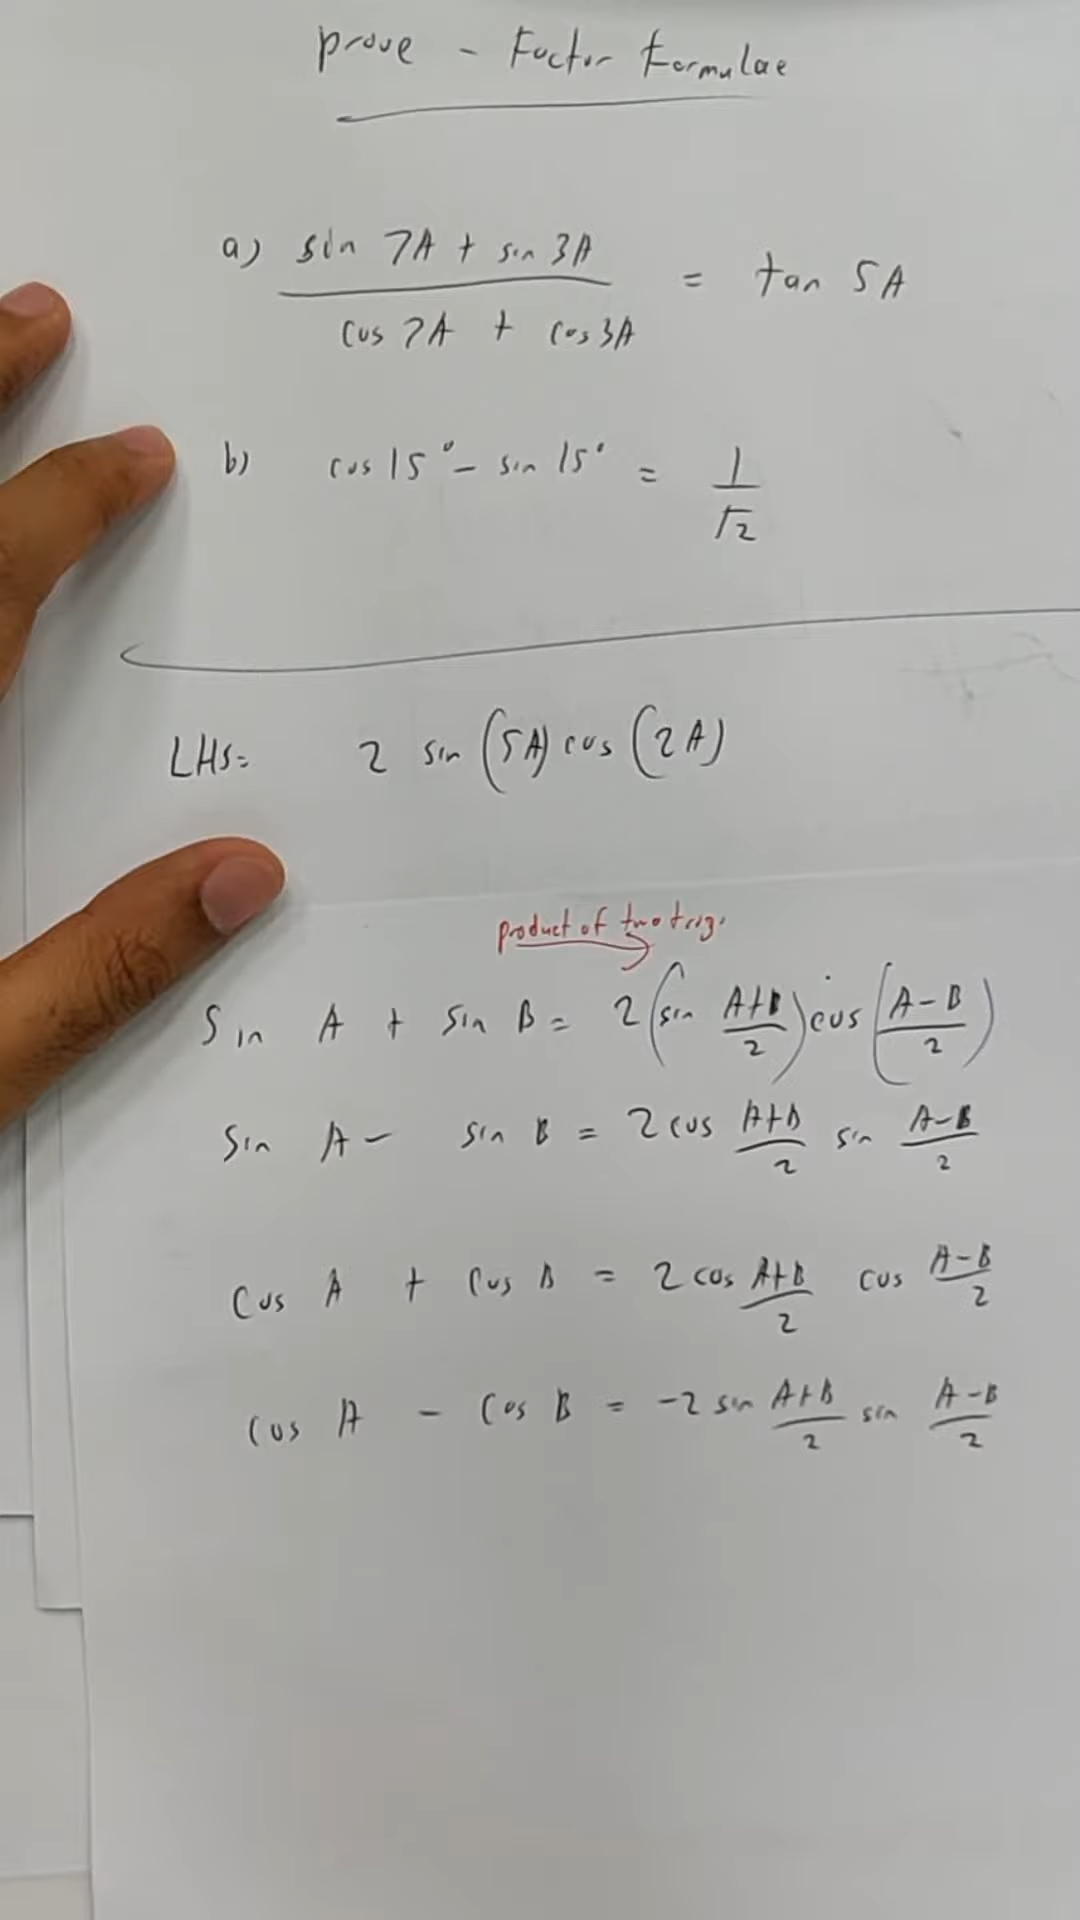 prove - Factor Formulae
a) sin 7A + sin 3A
= tan 5A
cos 7A + cos 3A
b) cos 15° - sin 15° = 1
√2
LHS= 2 sin (5A) cos (2A)
product of two trig.
Sin A + sin B = 2 (sin A+B/2) cos (A-B/2)
Sin A - sin B = 2 cos A+B/2 sin A-B/2
Cos A + Cos B = 2 cos A+B/2 cos A-B/2
Cos A - Cos B = -2 sin A+B/2 sin A-B/2